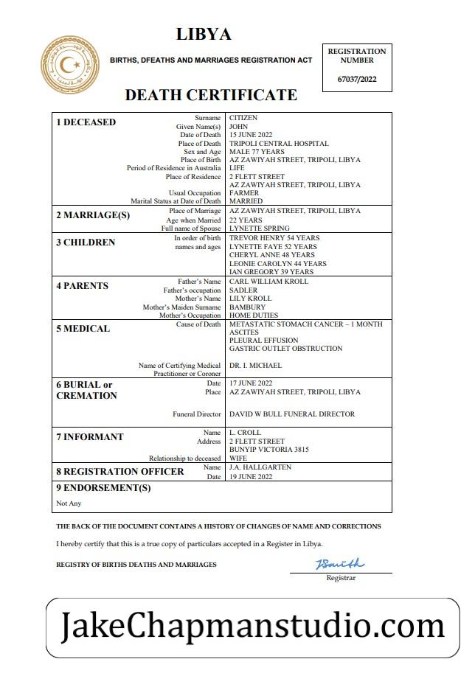 LIBYA
BIRTHS, DFEATHS AND MARRIAGES REGISTRATION ACT
REGISTRATION
NUMBER
67037/2022
DEATH CERTIFICATE
1 DECEASED
Surname CITIZEN
Given Name(s) JOHN
Date of Death 15 JUNE 2022
Place of Death TRIPOLI CENTRAL HOSPITAL
Sex and Age MALE 77 YEARS
Place of Birth AZ ZAWIYAH STREET, TRIPOLI, LIBYA
Period of Residence in Australia LIFE
Place of Residence 2 FLETT STREET
AZ ZAWIYAH STREET, TRIPOLI, LIBYA
Usual Occupation FARMER
Marital Status at Date of Death MARRIED
2 MARRIAGE(S)
Place of Marriage AZ ZAWIYAH STREET, TRIPOLI, LIBYA
Age when Married 22 YEARS
Full name of Spouse LYNETTE SPRING
3 CHILDREN
In order of birth TREVOR HENRY 54 YEARS
names and ages LYNETTE FAYE 52 YEARS
CHERYL ANNE 48 YEARS
LEONIE CAROLYN 44 YEARS
IAN GREGORY 39 YEARS
4 PARENTS
Father's Name CARL WILLIAM KROLL
Father's occupation SADLER
Mother's Name LILY KROLL
Mother's Maiden Surname BAMBURY
Mother's Occupation HOME DUTIES
5 MEDICAL
Cause of Death METASTATIC STOMACH CANCER – 1 MONTH
ASCITES
PLEURAL EFFUSION
GASTRIC OUTLET OBSTRUCTION
Name of Certifying Medical DR. I. MICHAEL
Practitioner or Coroner
6 BURIAL or
CREMATION
Date 17 JUNE 2022
Place AZ ZAWIYAH STREET, TRIPOLI, LIBYA
Funeral Director DAVID W BULL FUNERAL DIRECTOR
7 INFORMANT
Name L. CROLL
Address 2 FLETT STREET
BUNYIP VICTORIA 3815
Relationship to deceased WIFE
8 REGISTRATION OFFICER
Name J.A. HALLGARTEN
Date 19 JUNE 2022
9 ENDORSEMENT(S)
Not Any
THE BACK OF THE DOCUMENT CONTAINS A HISTORY OF CHANGES OF NAME AND CORRECTIONS
I hereby certify that this is a true copy of particulars accepted in a Register in Libya.
REGISTRY OF BIRTHS DEATHS AND MARRIAGES
JSmith
Registrar
JakeChapmanstudio.com